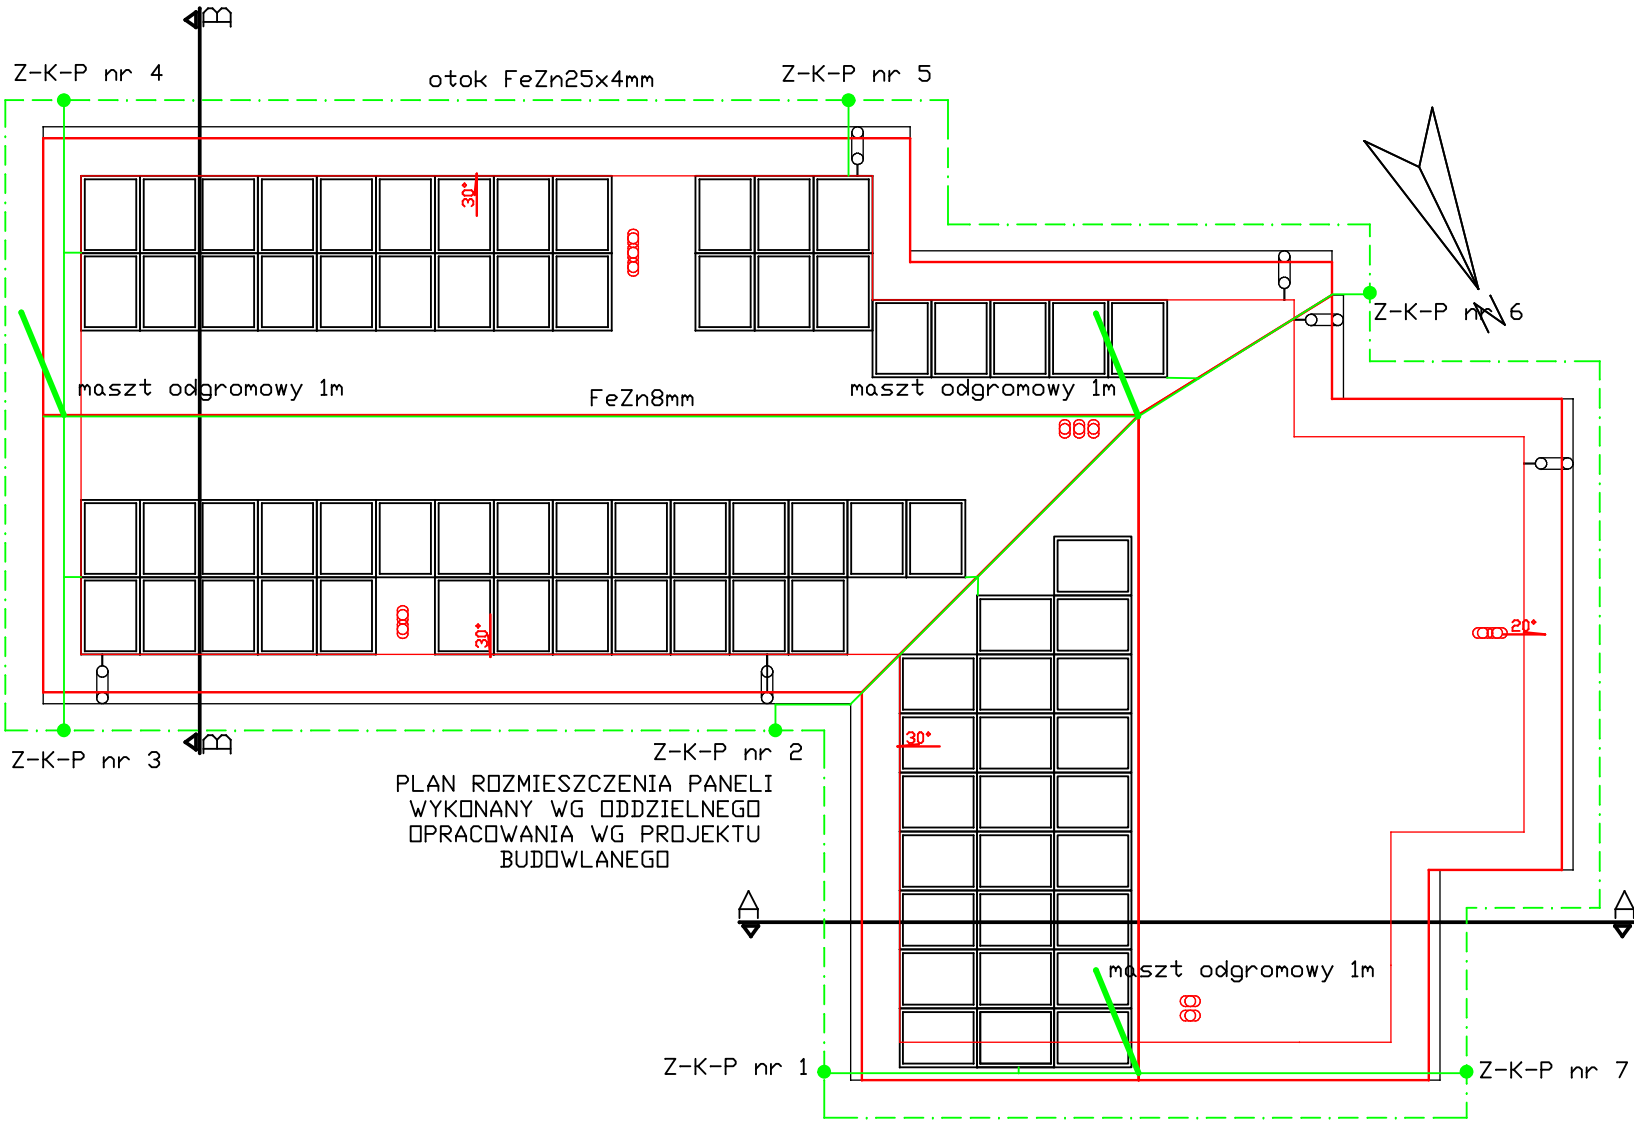 B
Z-K-P nr 4
otok FeZn25x4mm
Z-K-P nr 5
30°
N
Z-K-P nr 6
maszt odgromowy 1m
FeZn8mm
maszt odgromowy 1m
30°
20°
30°
B
Z-K-P nr 3
Z-K-P nr 2
PLAN ROZMIESZCZENIA PANELI
WYKONANY WG ODDZIELNEGO
OPRACOWANIA WG PROJEKTU
BUDOWLANEGO
A
A
maszt odgromowy 1m
Z-K-P nr 1
Z-K-P nr 7